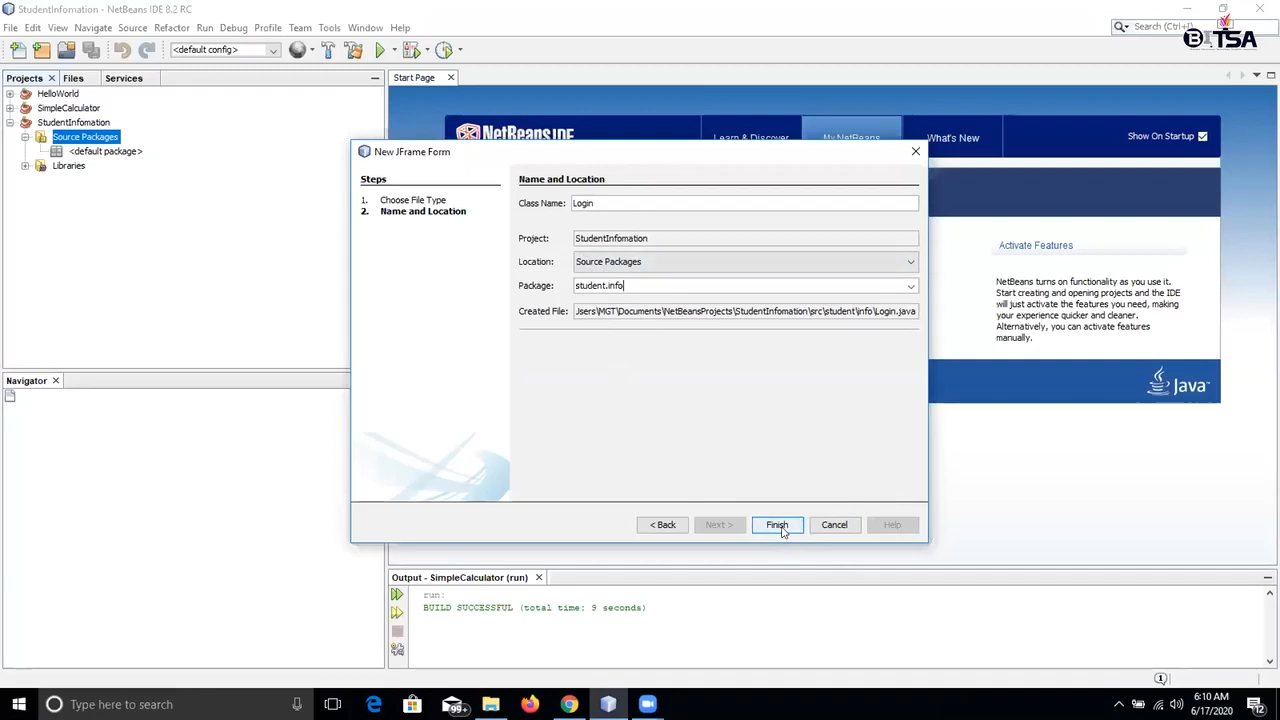 StudentInfomation - NetBeans IDE 8.2 RC
File Edit View Navigate Source Refactor Run Debug Profile Team Tools Window Help
Search (Ctrl+I)
BITSA
<default config>
Projects Files Services
Start Page
HelloWorld
SimpleCalculator
StudentInfomation
Source Packages
<default package>
Libraries
NetBeans IDE
Learn & Discover
My NetBeans
What's New
Show On Startup
New JFrame Form
Steps
1. Choose File Type
2. Name and Location
Name and Location
Class Name: Login
Project: StudentInfomation
Location: Source Packages
Package: student.info
Created File: Jsers\MGT\Documents\NetBeansProjects\StudentInfomation\src\student\info\Login.java
< Back Next > Finish Cancel Help
Activate Features
NetBeans turns on functionality as you use it.
Start creating and opening projects and the IDE
will just activate the features you need, making
your experience quicker and cleaner.
Alternatively, you can activate features
manually.
Java™
Navigator
Output - SimpleCalculator (run)
run:
BUILD SUCCESSFUL (total time: 9 seconds)
1
Type here to search
99+
6:10 AM
6/17/2020
12